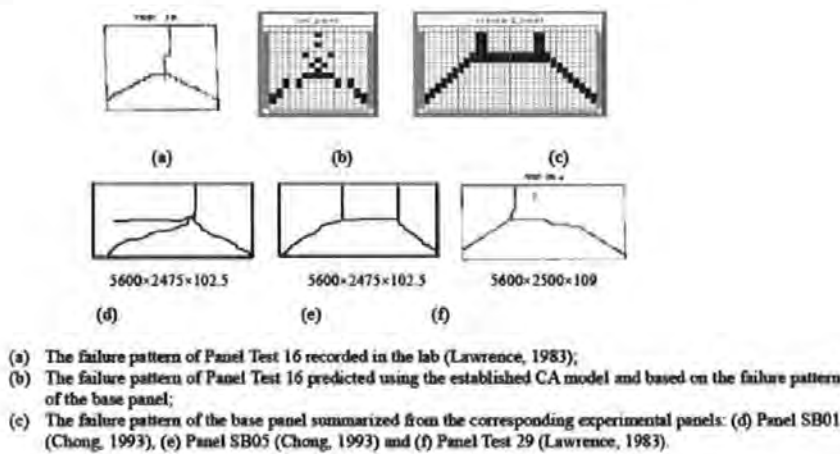 (a)
(b)
(c)
5600×2475×102.5
5600×2475×102.5
5600×2500×109
(d)
(e)
(f)
(a) The failure pattern of Panel Test 16 recorded in the lab (Lawrence, 1983);
(b) The failure pattern of Panel Test 16 predicted using the established CA model and based on the failure pattern
of the base panel;
(c) The failure pattern of the base panel summarized from the corresponding experimental panels: (d) Panel SB01
(Chong, 1993), (e) Panel SB05 (Chong, 1993) and (f) Panel Test 29 (Lawrence, 1983).